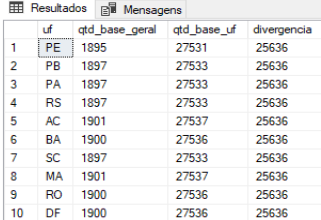 Resultados Mensagens
uf qtd_base_geral qtd_base_uf divergencia
1 PE 1895 27531 25636
2 PB 1897 27533 25636
3 PA 1897 27533 25636
4 RS 1897 27533 25636
5 AC 1901 27537 25636
6 BA 1900 27536 25636
7 SC 1897 27533 25636
8 MA 1901 27537 25636
9 RO 1900 27536 25636
10 DF 1900 27536 25636